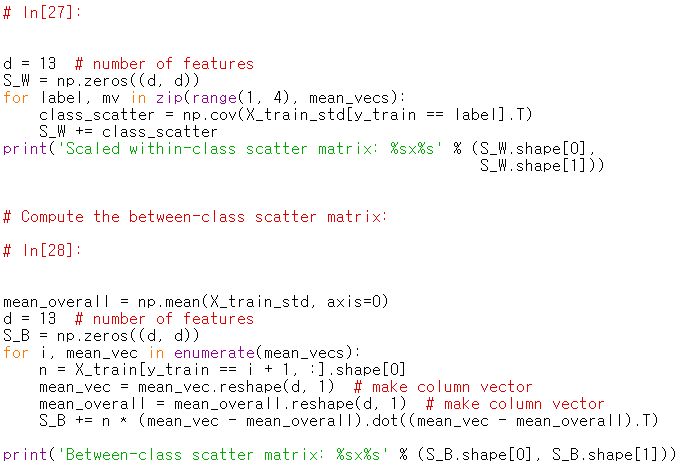 # In[27]:
d = 13  # number of features
S_W = np.zeros((d, d))
for label, mv in zip(range(1, 4), mean_vecs):
    class_scatter = np.cov(X_train_std[y_train == label].T)
    S_W += class_scatter
print('Scaled within-class scatter matrix: %sx%s' % (S_W.shape[0],
                                                     S_W.shape[1]))
# Compute the between-class scatter matrix:
# In[28]:
mean_overall = np.mean(X_train_std, axis=0)
d = 13  # number of features
S_B = np.zeros((d, d))
for i, mean_vec in enumerate(mean_vecs):
    n = X_train[y_train == i + 1, :].shape[0]
    mean_vec = mean_vec.reshape(d, 1)  # make column vector
    mean_overall = mean_overall.reshape(d, 1)  # make column vector
    S_B += n * (mean_vec - mean_overall).dot((mean_vec - mean_overall).T)
print('Between-class scatter matrix: %sx%s' % (S_B.shape[0], S_B.shape[1]))